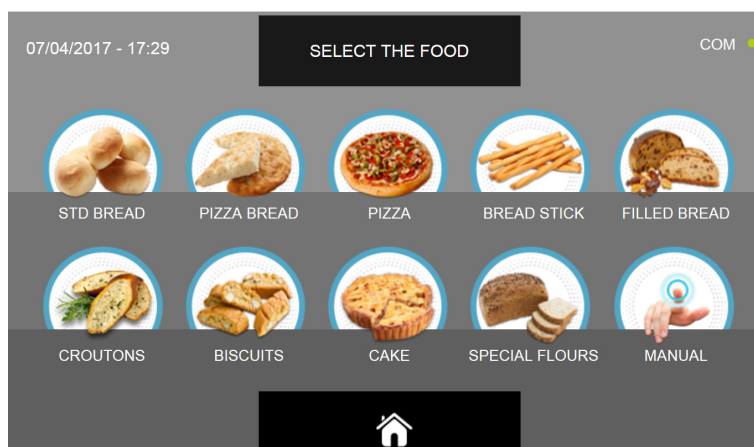 07/04/2017 - 17:29
SELECT THE FOOD
COM
STD BREAD
PIZZA BREAD
PIZZA
BREAD STICK
FILLED BREAD
CROUTONS
BISCUITS
CAKE
SPECIAL FLOURS
MANUAL